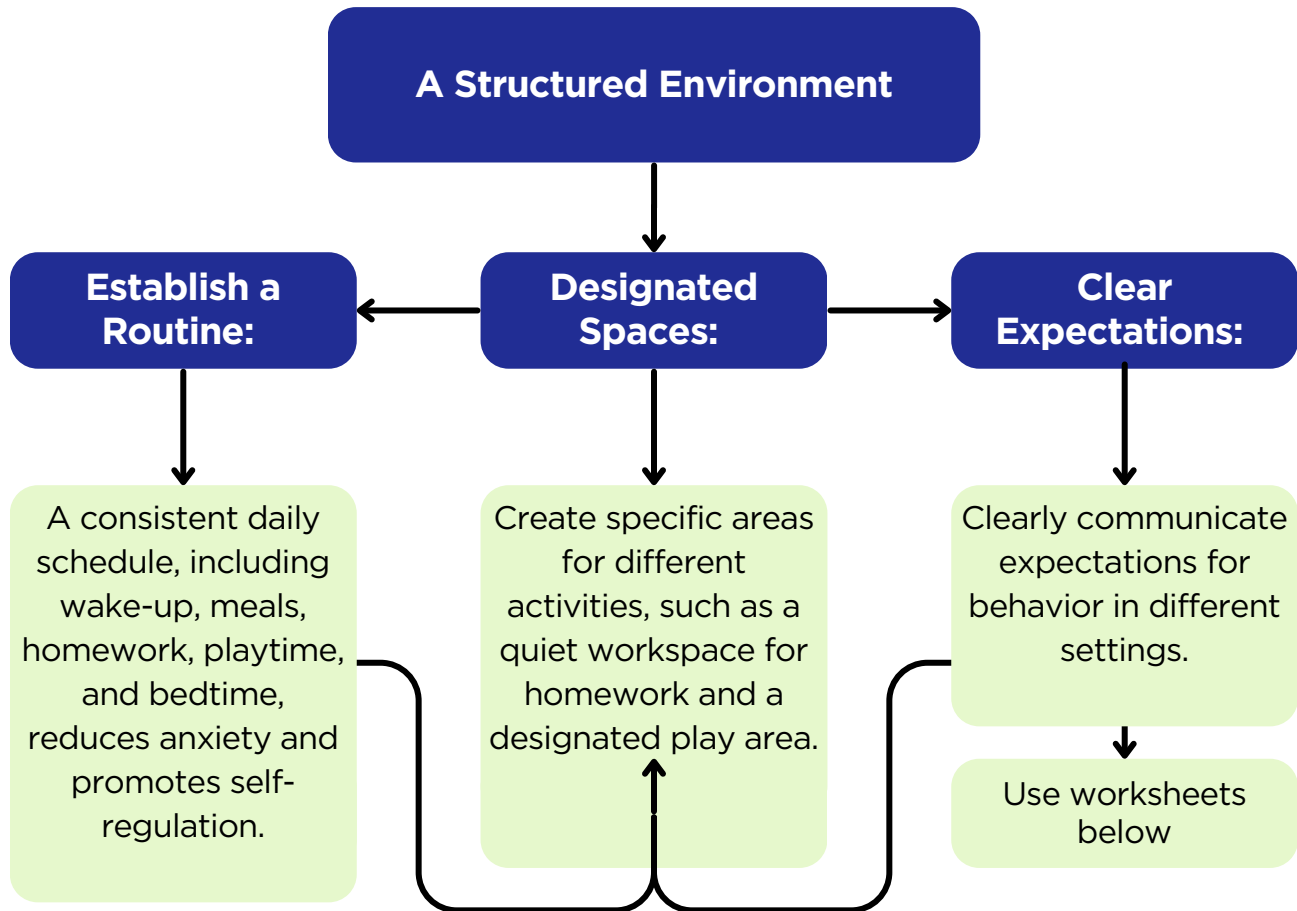 A Structured Environment
Establish a
Routine:
Designated
Spaces:
Clear
Expectations:
A consistent daily
schedule, including
wake-up, meals,
homework, playtime,
and bedtime,
reduces anxiety and
promotes self-
regulation.
Create specific areas
for different
activities, such as a
quiet workspace for
homework and a
designated play area.
Clearly communicate
expectations for
behavior in different
settings.
Use worksheets
below